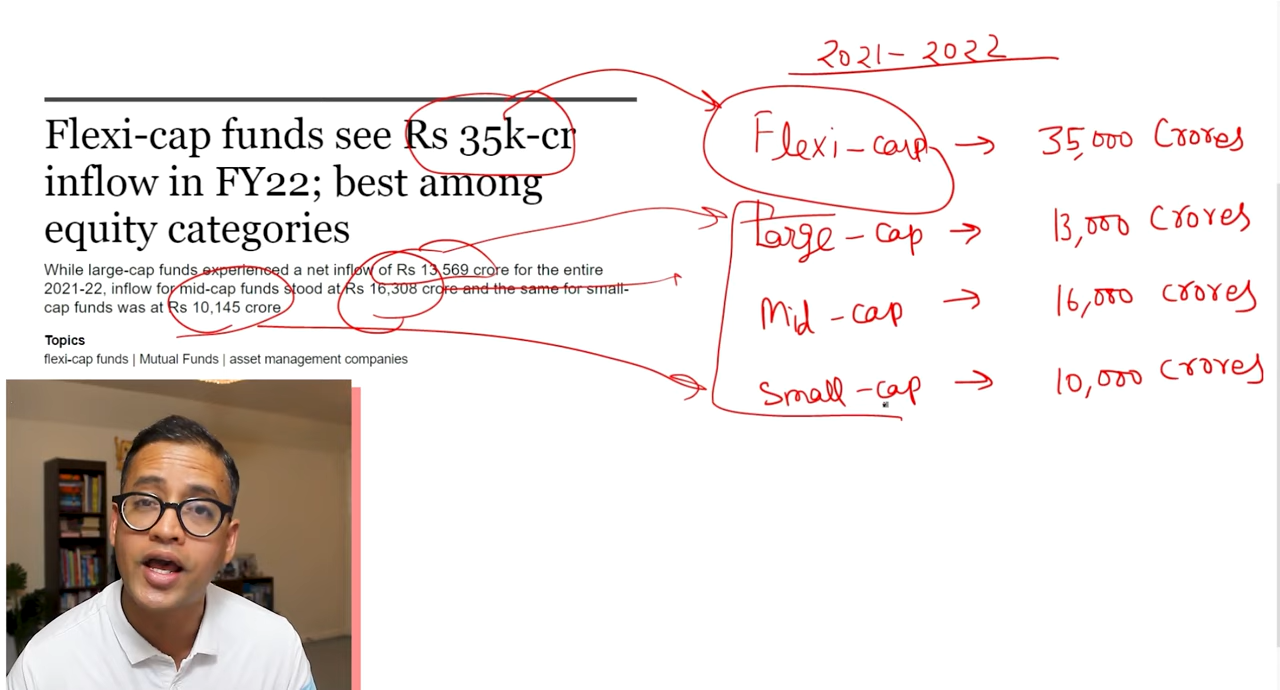 Flexi-cap funds see Rs 35k-cr
inflow in FY22; best among
equity categories
While large-cap funds experienced a net inflow of Rs 13,569 crore for the entire
2021-22, inflow for mid-cap funds stood at Rs 16,308 crore and the same for small-
cap funds was at Rs 10,145 crore
Topics
flexi-cap funds | Mutual Funds | asset management companies
2021-2022
Flexi-cap → 35,000 Crores
Large-cap → 13,000 Crores
Mid-cap → 16,000 Crores
Small-cap → 10,000 Crores